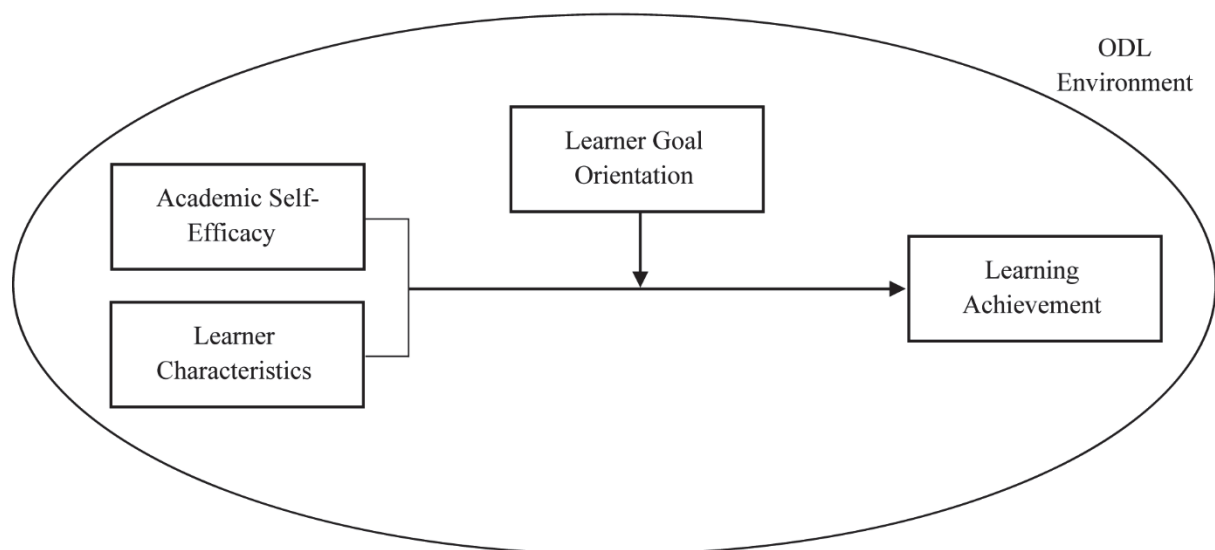 ODL
Environment
Learner Goal
Orientation
Academic Self-
Efficacy
Learning
Achievement
Learner
Characteristics